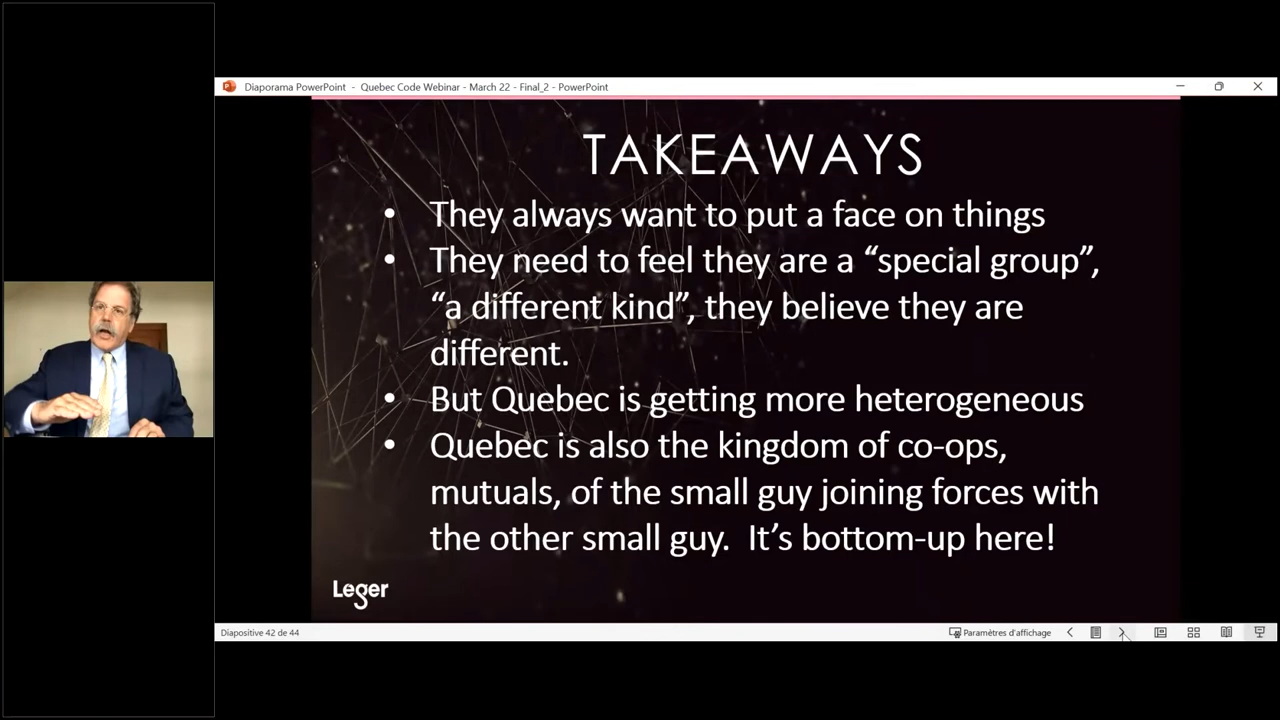 Diaporama PowerPoint - Quebec Code Webinar - March 22 - Final_2 - PowerPoint
TAKEAWAYS
• They always want to put a face on things
• They need to feel they are a “special group”,
“a different kind”, they believe they are
different.
• But Quebec is getting more heterogeneous
• Quebec is also the kingdom of co-ops,
mutuals, of the small guy joining forces with
the other small guy. It’s bottom-up here!
Leger
Diapositive 42 de 44
Paramètres d'affichage